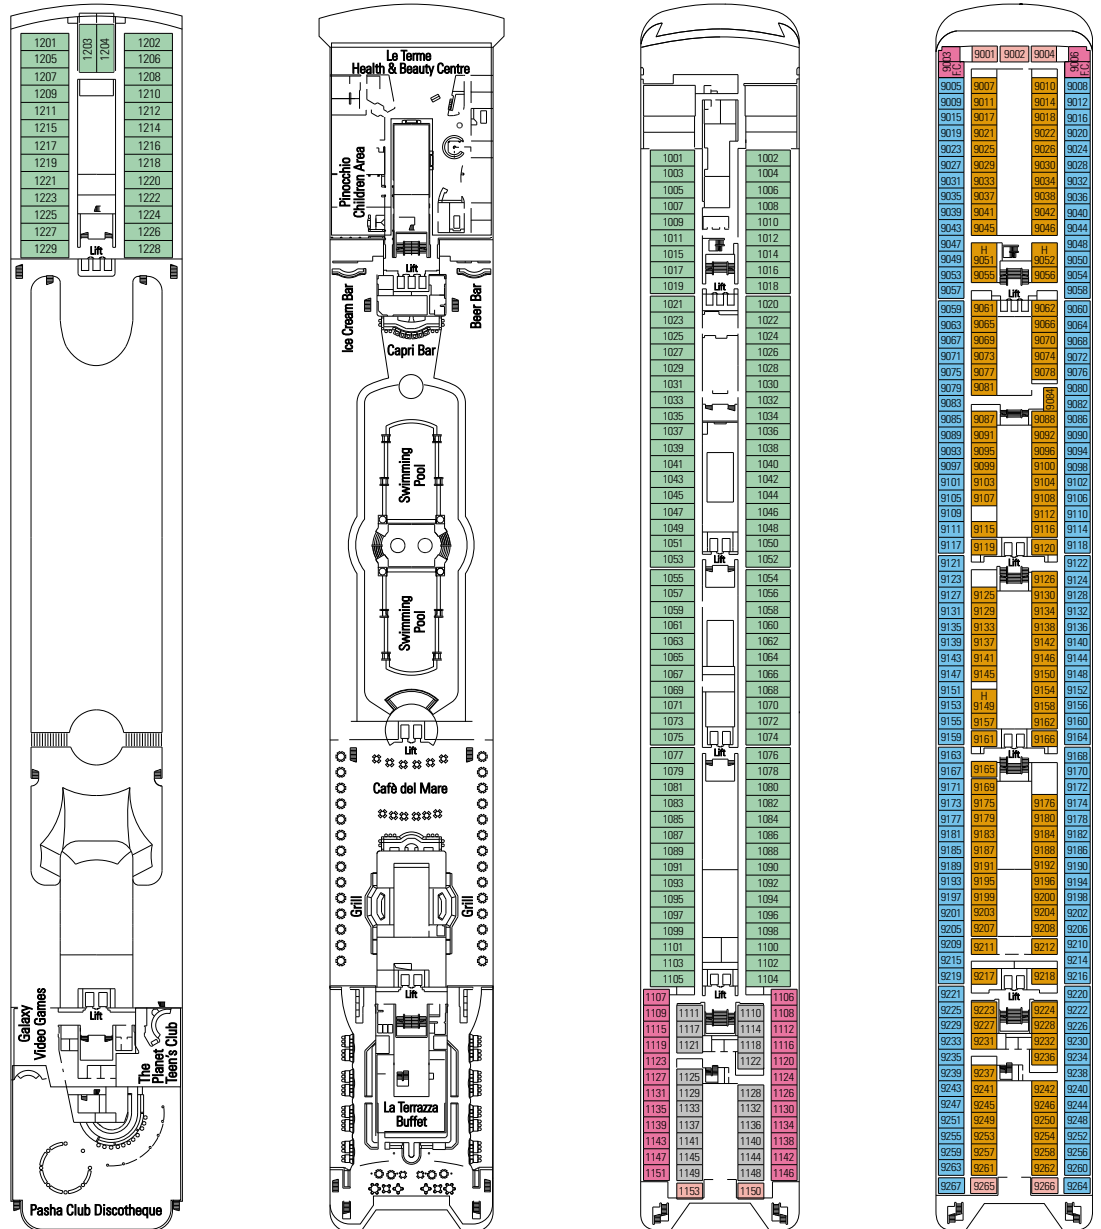 1201 1203 1204 1202
1205 1206
1207 1208
1209 1210
1211 1212
1215 1214
1217 1216
1219 1218
1221 1220
1223 1222
1225 1224
1227 1226
1229 1228
Lift
Galaxy
Video Games
Lift
The
Planet
Teen's Club
Pasha Club Discotheque
Le Terme
Health & Beauty Centre
Pinocchio
Children Area
Lift
Ice Cream Bar
Beer Bar
Capri Bar
Swimming
Pool
Swimming
Pool
Lift
Cafè del Mare
Grill
Grill
Lift
La Terrazza
Buffet
1001 1002
1003 1004
1005 1006
1007 1008
1009 1010
1011 1012
1015 1014
1017 1016
1019 Lift 1018
1021 1020
1023 1022
1025 1024
1027 1026
1029 1028
1031 1030
1033 1032
1035 1034
1037 1036
1039 1038
1041 1040
1043 1042
1045 1044
1047 1046
1049 1048
1051 1050
1053 Lift 1052
1055 1054
1057 1056
1059 1058
1061 1060
1063 1062
1065 1064
1067 1066
1069 1068
1071 1070
1073 1072
1075 1074
1077 Lift 1076
1079 1078
1081 1080
1083 1082
1085 1084
1087 1086
1089 1088
1091 1090
1093 1092
1095 1094
1097 1096
1099 1098
1101 1100
1103 1102
1105 1104
1107 Lift 1106
1109 1111 1110 1108
1115 1117 1114 1112
1119 1121 1118 1116
1123 1122 1120
1127 1125 1124
1131 1129 1128 1126
1135 1133 1132 1130
1139 1137 1136 1134
1143 1141 1140 1138
1147 1145 1144 1142
1151 1149 1148 1146
1153 1150
9003 F.C. 9001 9002 9004 9006 F.C.
9005 9007 9010 9008
9009 9011 9014 9012
9015 9017 9018 9016
9019 9021 9022 9020
9023 9025 9026 9024
9027 9029 9030 9028
9031 9033 9034 9032
9035 9037 9038 9036
9039 9041 9042 9040
9043 9045 9046 9044
9047 H H 9048
9049 9051 9052 9050
9053 9055 9056 9054
9057 Lift 9058
9059 9061 9062 9060
9063 9065 9066 9064
9067 9069 9070 9068
9071 9073 9074 9072
9075 9077 9078 9076
9079 9081 9080
9083 9084 9082
9085 9087 9088 9086
9089 9091 9092 9090
9093 9095 9096 9094
9097 9099 9100 9098
9101 9103 9104 9102
9105 9107 9108 9106
9109 9112 9110
9111 9115 9116 9114
9117 9119 9120 9118
9121 Lift 9122
9123 9126 9124
9127 9125 9130 9128
9131 9129 9134 9132
9135 9133 9138 9136
9139 9137 9142 9140
9143 9141 9146 9144
9147 9145 9150 9148
9151 H 9154 9152
9153 9149 9158 9156
9155 9157 9162 9160
9159 9161 9166 9164
9163 Lift 9168
9167 9165 9170
9171 9169 9172
9173 9175 9176 9174
9177 9179 9180 9178
9181 9183 9184 9182
9185 9187 9188 9186
9189 9191 9192 9190
9193 9195 9196 9194
9197 9199 9200 9198
9201 9203 9204 9202
9205 9207 9208 9206
9209 9211 9212 9210
9215 9214
9219 9217 9218 9216
9221 Lift 9220
9225 9223 9224 9222
9229 9227 9228 9226
9233 9231 9232 9230
9235 9236 9234
9239 9237 9238
9243 9241 9242 9240
9247 9245 9246 9244
9251 9249 9250 9248
9255 9253 9254 9252
9259 9257 9258 9256
9263 9261 9262 9260
9267 9265 9266 9264